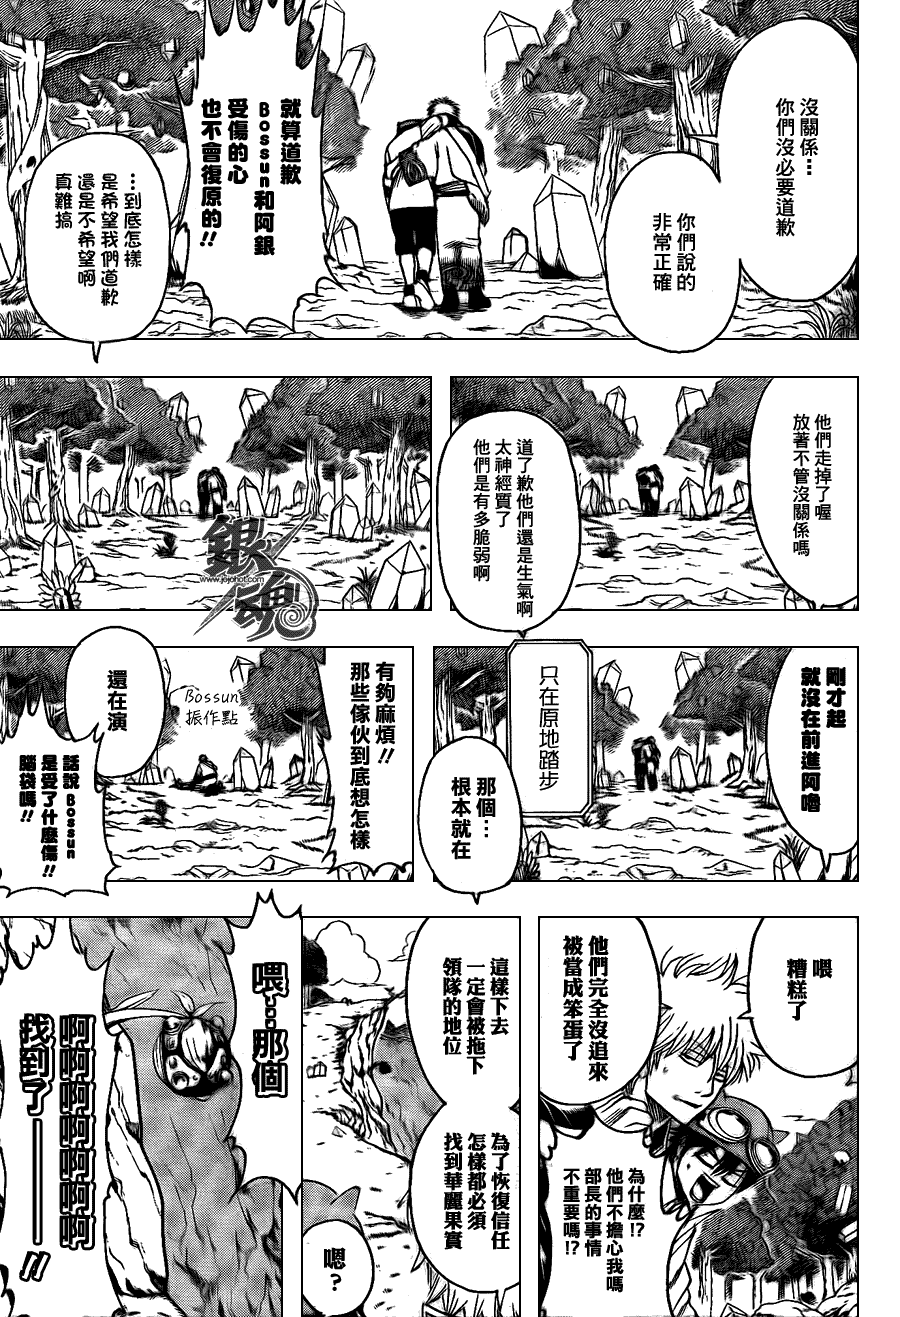 沒關係…
你們沒必要道歉
你們說的
非常正確
就算道歉
Bossun和阿銀
受傷的心
也不會復原的!!
…到底怎樣
是希望我們道歉
還是不希望啊
真難搞
他們走掉了喔
放著不管沒關係嗎
道了歉他們還是生氣啊
太神經質了
他們是有多脆弱啊
銀魂
www.jojohot.com
剛才起
就沒在前進阿嚕
只在原地踏步
那個…
根本就在
有夠麻煩!!
那些傢伙到底想怎樣
Bossun
振作點
還在演
話說Bossun
是受了什麼傷
腦袋嗎!!
喂
糟糕了
他們完全沒追來
被當成笨蛋了
為什麼!?
他們不擔心我嗎
部長的事情
不重要嗎!?
這樣下去
一定會被拖下
領隊的地位
為了恢復信任
怎樣都必須
找到華麗果實
嗯?
喂…那個
啊啊啊啊啊啊
找到了——!!